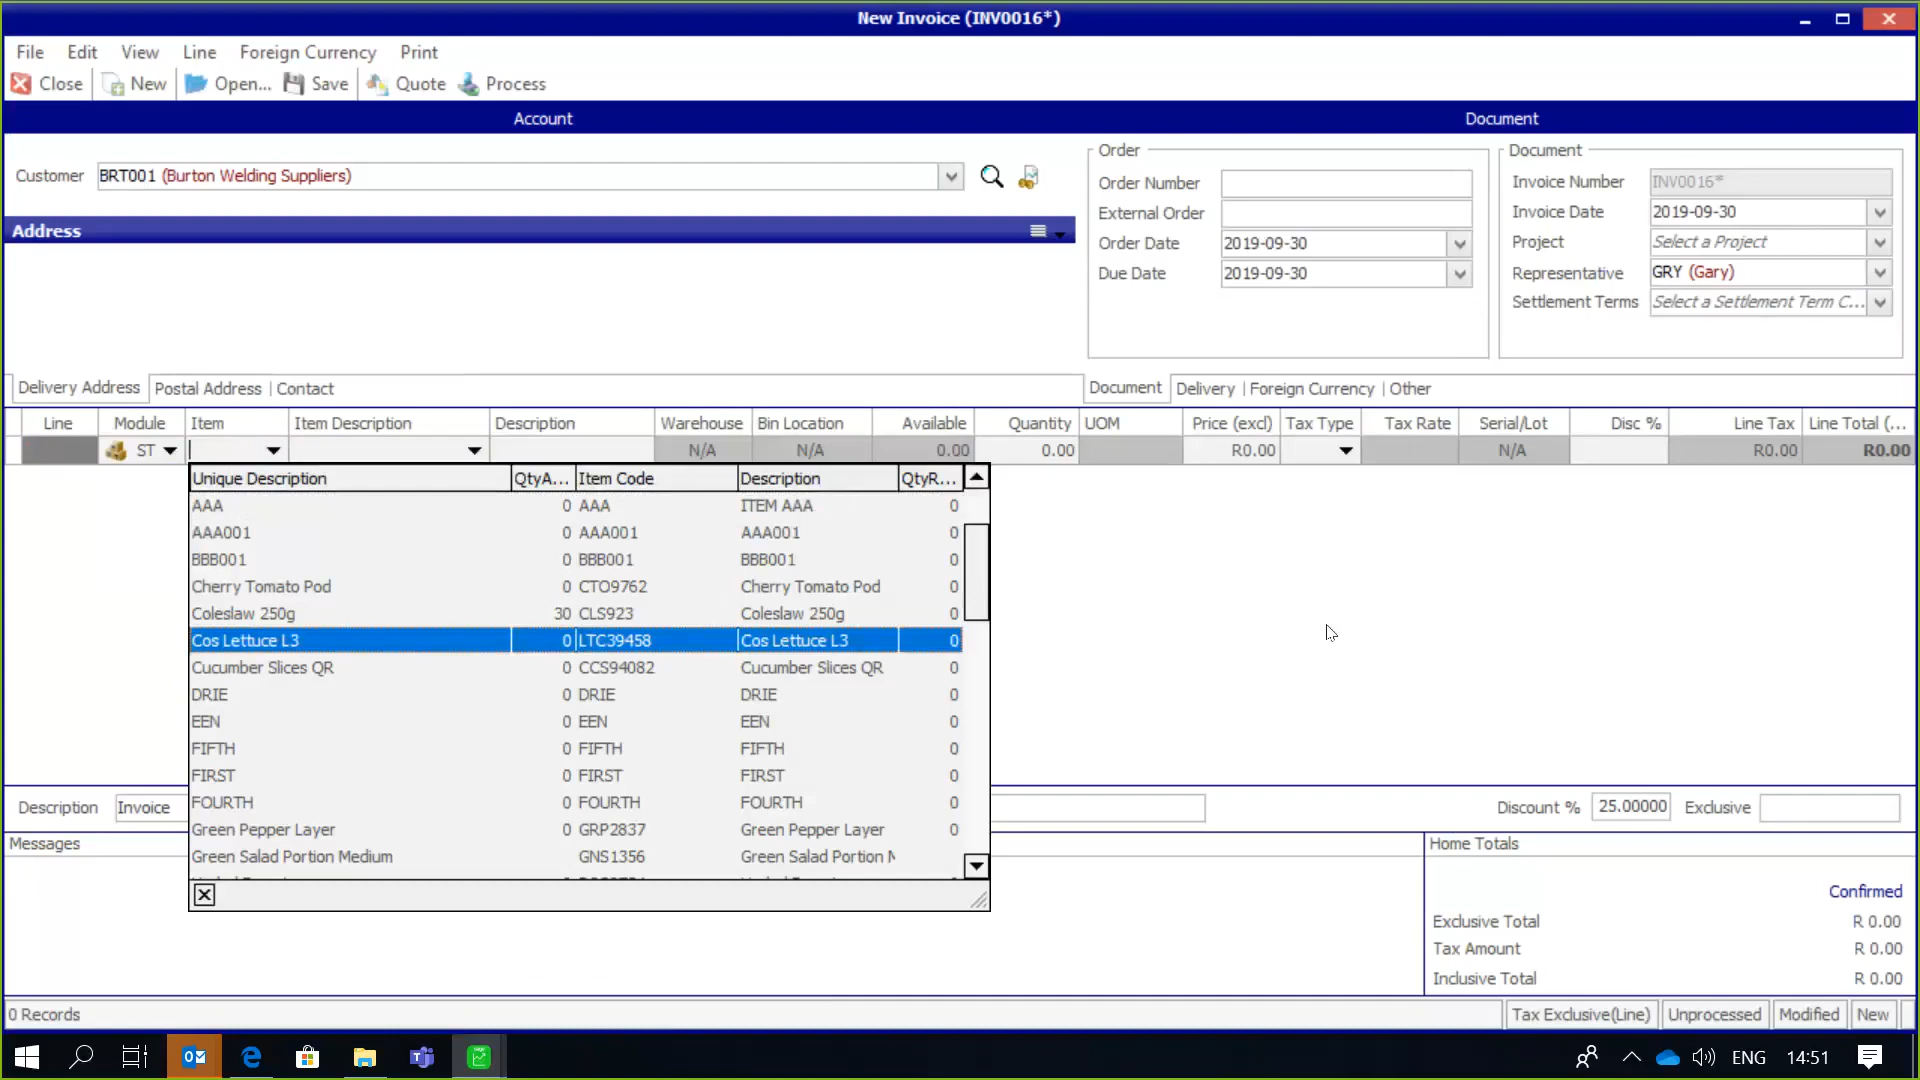 New Invoice (INV0016*)
File Edit View Line Foreign Currency Print
Close New Open... Save Quote Process
Account Document
Customer BRT001 (Burton Welding Suppliers)
Address
Order
Order Number
External Order
Order Date 2019-09-30
Due Date 2019-09-30
Document
Invoice Number INV0016*
Invoice Date 2019-09-30
Project Select a Project
Representative GRY (Gary)
Settlement Terms Select a Settlement Term C...
Delivery Address Postal Address | Contact
Document Delivery | Foreign Currency | Other
Line Module Item Item Description Description Warehouse Bin Location Available Quantity UOM Price (excl) Tax Type Tax Rate Serial/Lot Disc % Line Tax Line Total (...
ST N/A N/A 0.00 0.00 R0.00 N/A R0.00 R0.00
Unique Description QtyA... Item Code Description QtyR...
AAA 0 AAA ITEM AAA 0
AAA001 0 AAA001 AAA001 0
BBB001 0 BBB001 BBB001 0
Cherry Tomato Pod 0 CTO9762 Cherry Tomato Pod 0
Coleslaw 250g 30 CLS923 Coleslaw 250g 0
Cos Lettuce L3 0 LTC39458 Cos Lettuce L3 0
Cucumber Slices QR 0 CCS94082 Cucumber Slices QR 0
DRIE 0 DRIE DRIE 0
EEN 0 EEN EEN 0
FIFTH 0 FIFTH FIFTH 0
FIRST 0 FIRST FIRST 0
FOURTH 0 FOURTH FOURTH 0
Green Pepper Layer 0 GRP2837 Green Pepper Layer 0
Green Salad Portion Medium GNS1356 Green Salad Portion
Description Invoice
Discount % 25.00000 Exclusive
Messages
Home Totals
Confirmed
Exclusive Total R 0.00
Tax Amount R 0.00
Inclusive Total R 0.00
0 Records
Tax Exclusive(Line) Unprocessed Modified New
ENG 14:51